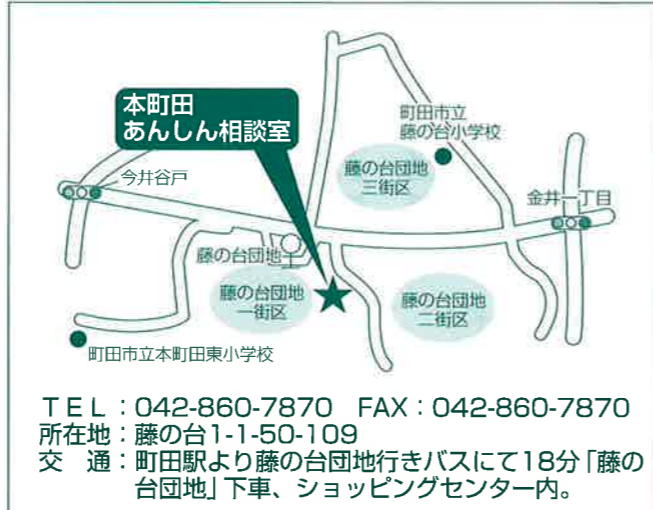 本町田
あんしん相談室
町田市立
藤の台小学校
今井谷戸
藤の台団地
三街区
金井一丁目
藤の台団地
藤の台団地
一街区
藤の台団地
二街区
町田市立本町田東小学校
TEL:042-860-7870 FAX:042-860-7870
所在地:藤の台1-1-50-109
交 通:町田駅より藤の台団地行きバスにて18分「藤の
台団地」下車、ショッピングセンター内。